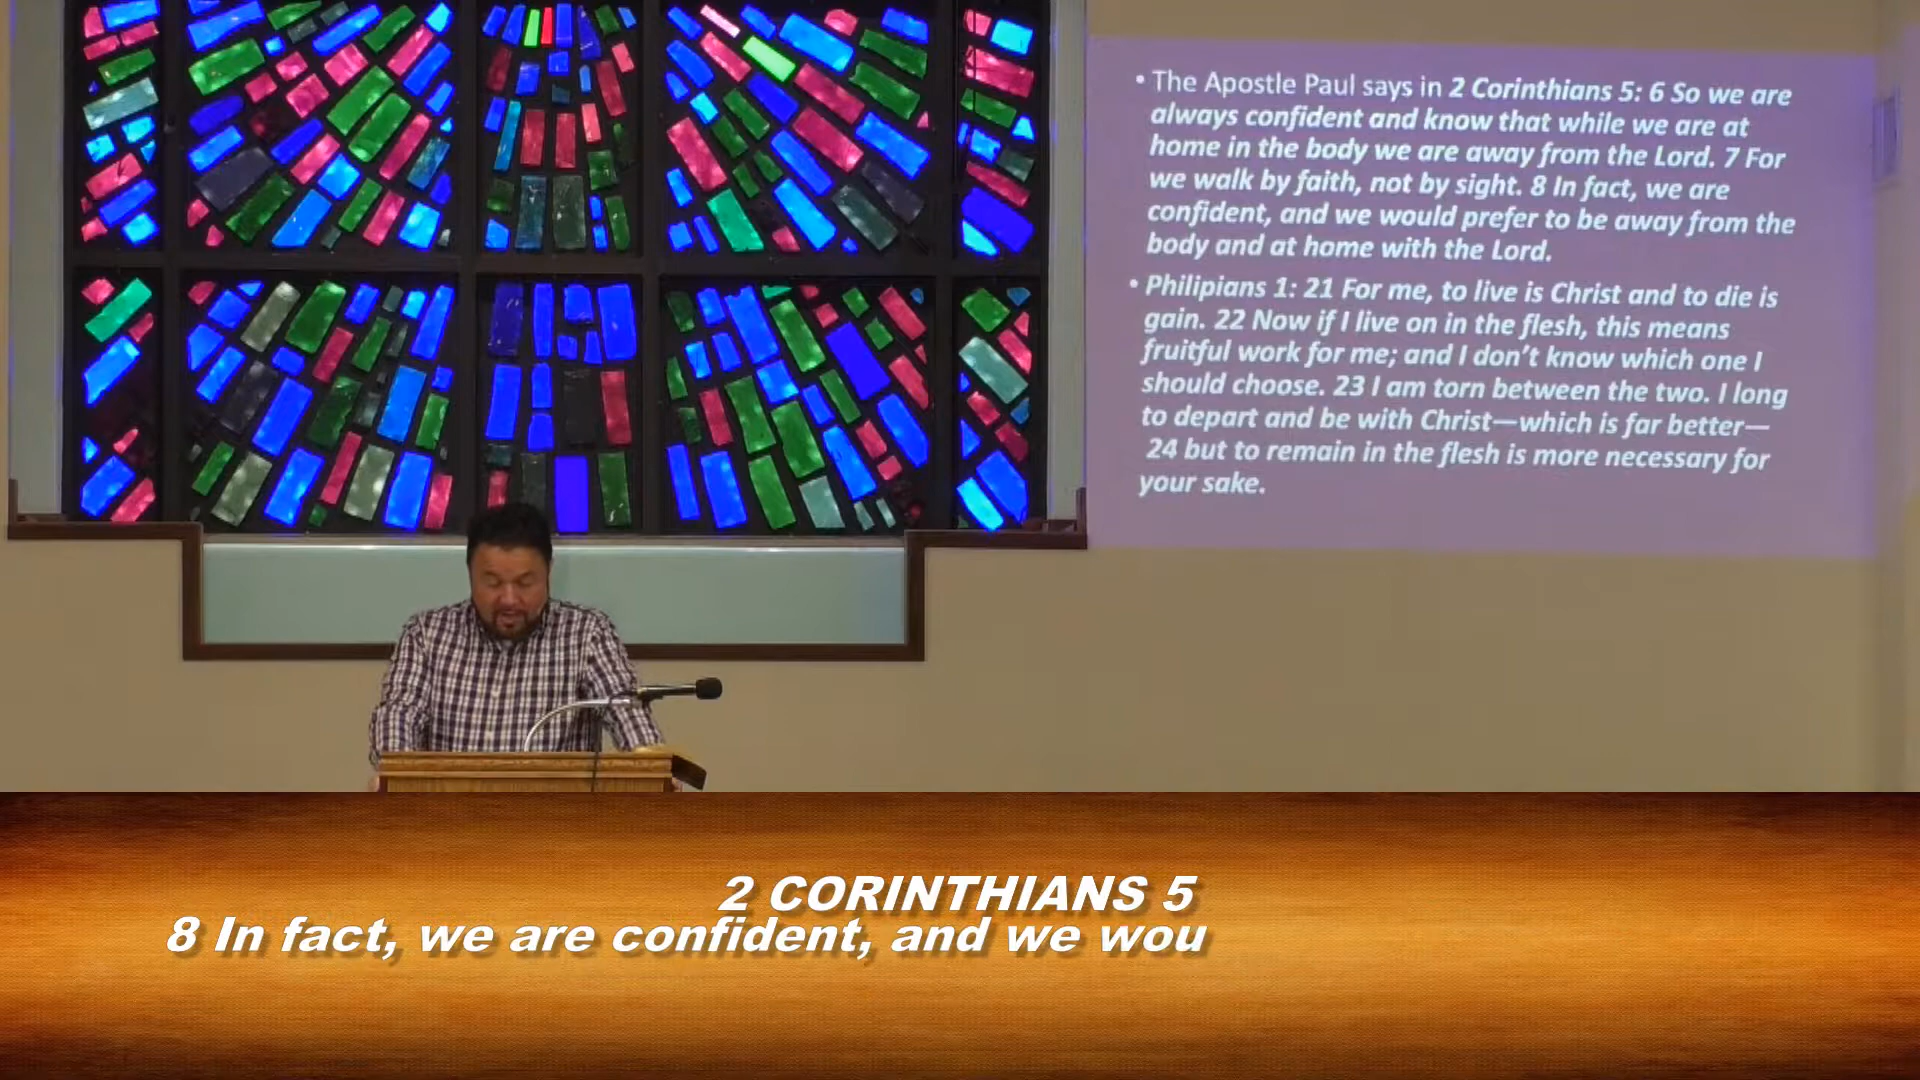 • The Apostle Paul says in 2 Corinthians 5: 6 So we are
always confident and know that while we are at
home in the body we are away from the Lord. 7 For
we walk by faith, not by sight. 8 In fact, we are
confident, and we would prefer to be away from the
body and at home with the Lord.
• Philipians 1: 21 For me, to live is Christ and to die is
gain. 22 Now if I live on in the flesh, this means
fruitful work for me; and I don’t know which one I
should choose. 23 I am torn between the two. I long
to depart and be with Christ—which is far better—
24 but to remain in the flesh is more necessary for
your sake.
2 CORINTHIANS 5
8 In fact, we are confident, and we wou